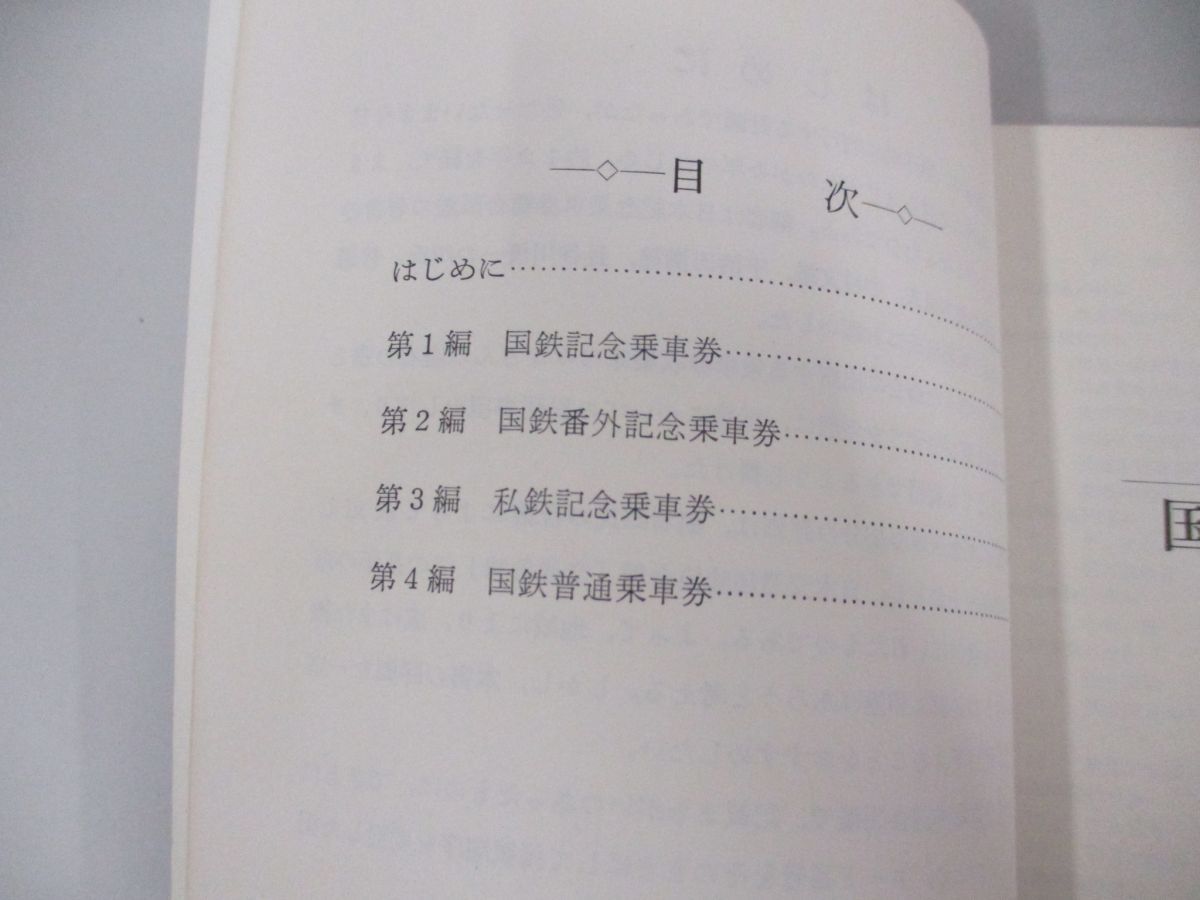 ―◇―目　　次―◇―
はじめに……………………………………
第1編　国鉄記念乗車券……………………
第2編　国鉄番外記念乗車券………………
第3編　私鉄記念乗車券……………………
第4編　国鉄普通乗車券……………………
国